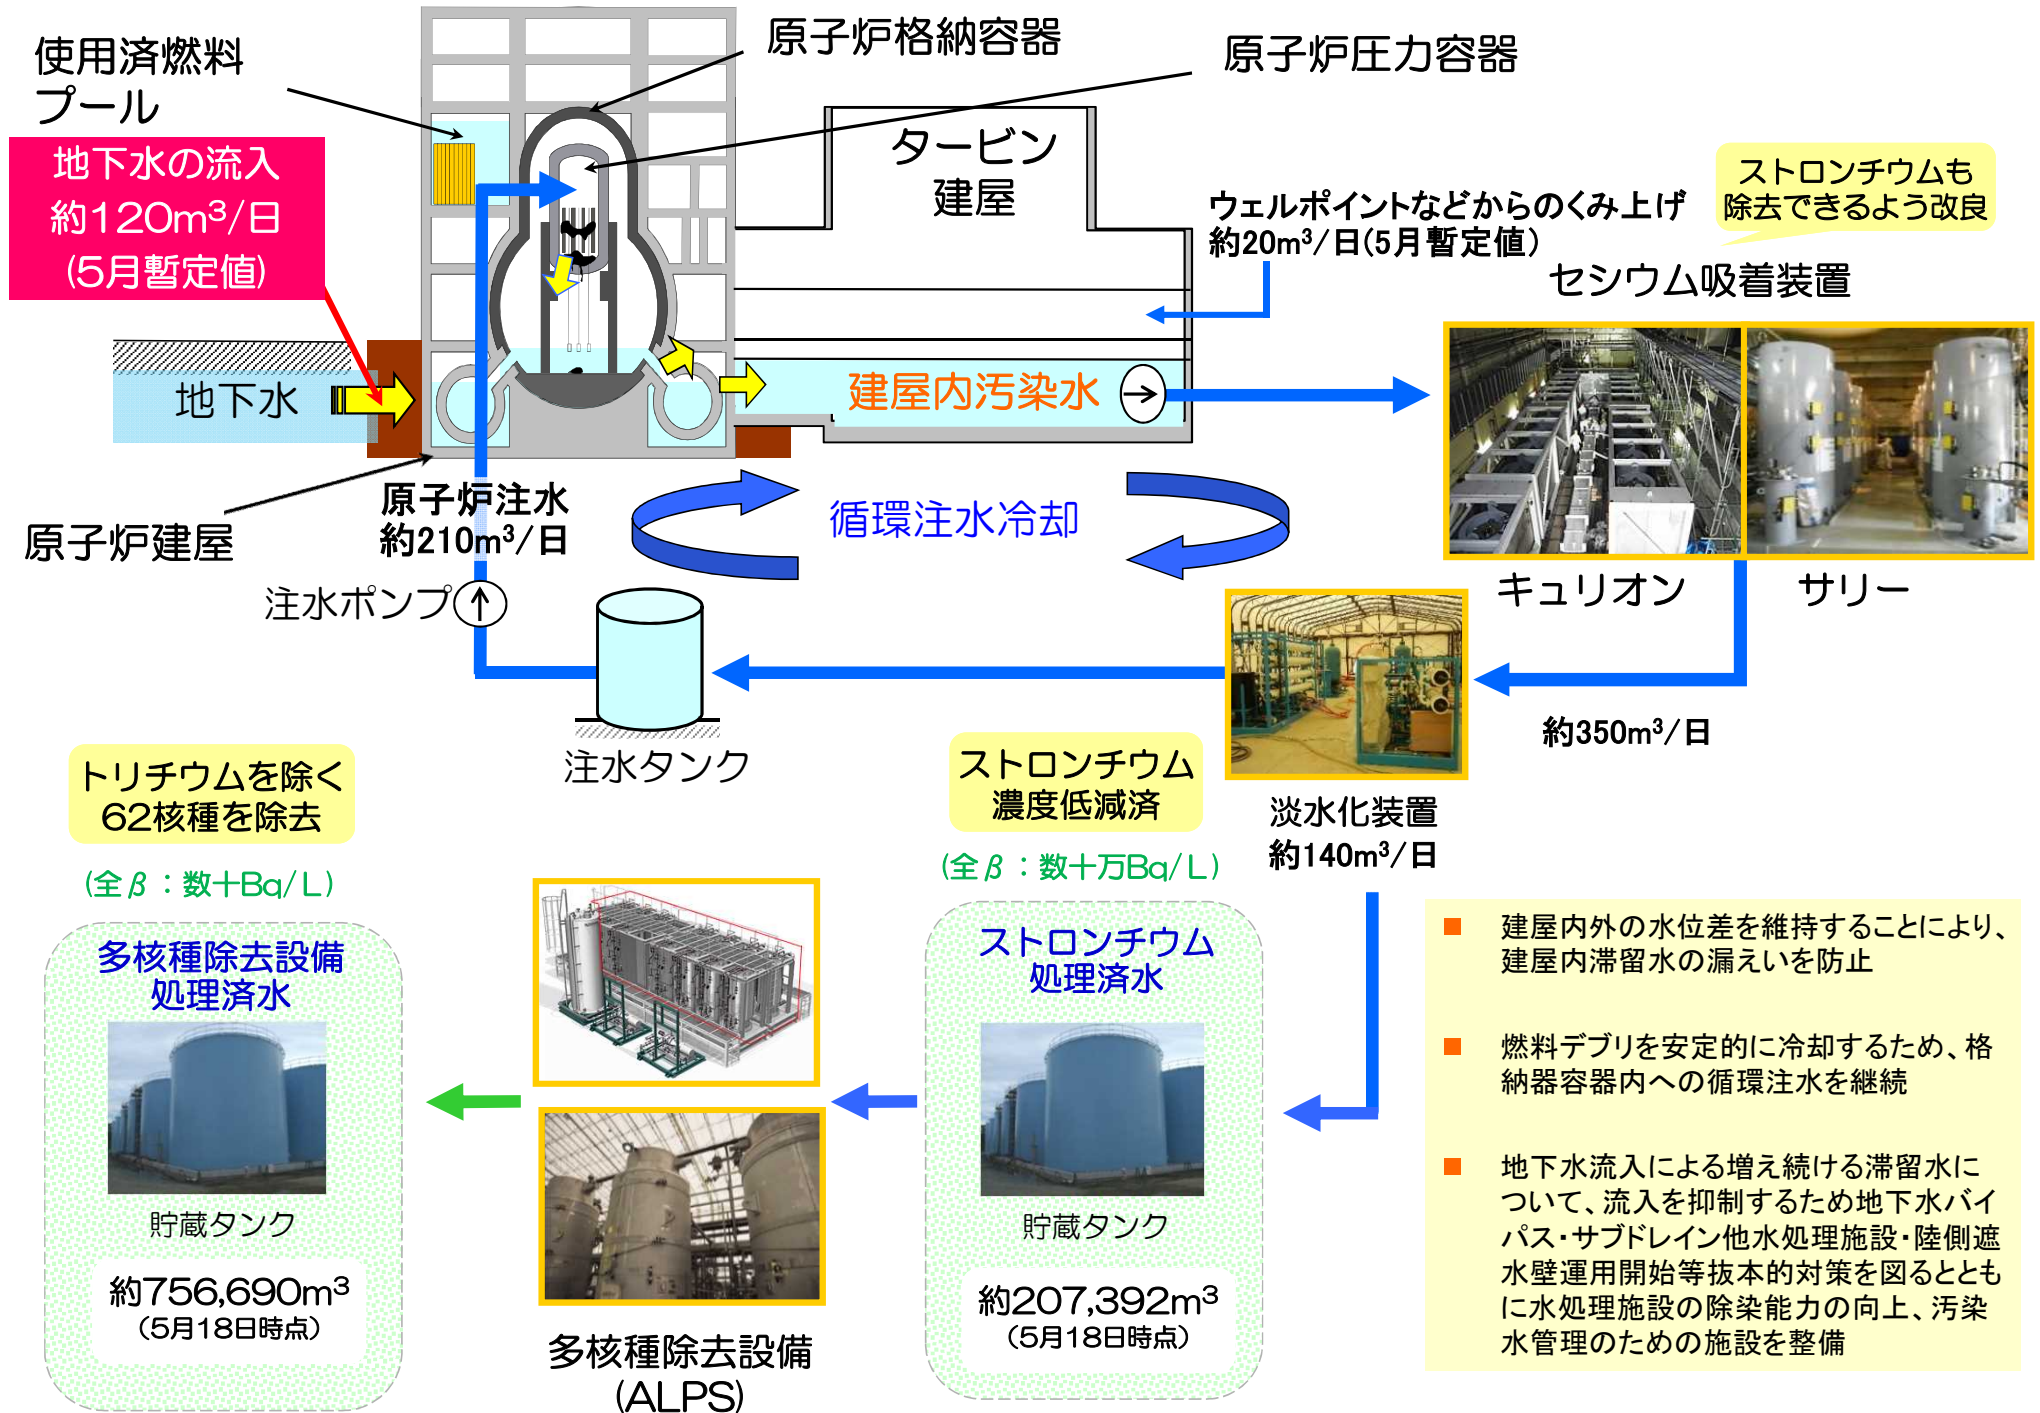 使用済燃料
プール
原子炉格納容器
原子炉圧力容器
地下水の流入
約120m³/日
(5月暫定値)
タービン
建屋
ウェルポイントなどからのくみ上げ
約20m³/日(5月暫定値)
ストロンチウムも
除去できるよう改良
セシウム吸着装置
地下水
建屋内汚染水
原子炉建屋
原子炉注水
約210m³/日
循環注水冷却
キュリオン
サリー
注水ポンプ
約350m³/日
注水タンク
淡水化装置
約140m³/日
トリチウムを除く
62核種を除去
(全β：数十Bq/L)
ストロンチウム
濃度低減済
(全β：数十万Bq/L)
多核種除去設備
処理済水
貯蔵タンク
約756,690m³
(5月18日時点)
多核種除去設備
(ALPS)
ストロンチウム
処理済水
貯蔵タンク
約207,392m³
(5月18日時点)
■ 建屋内外の水位差を維持することにより、
建屋内滞留水の漏えいを防止
■ 燃料デブリを安定的に冷却するため、格
納器容器内への循環注水を継続
■ 地下水流入による増え続ける滞留水に
ついて、流入を抑制するため地下水バイ
パス・サブドレイン他水処理施設・陸側遮
水壁運用開始等抜本的対策を図るととも
に水処理施設の除染能力の向上、汚染
水管理のための施設を整備